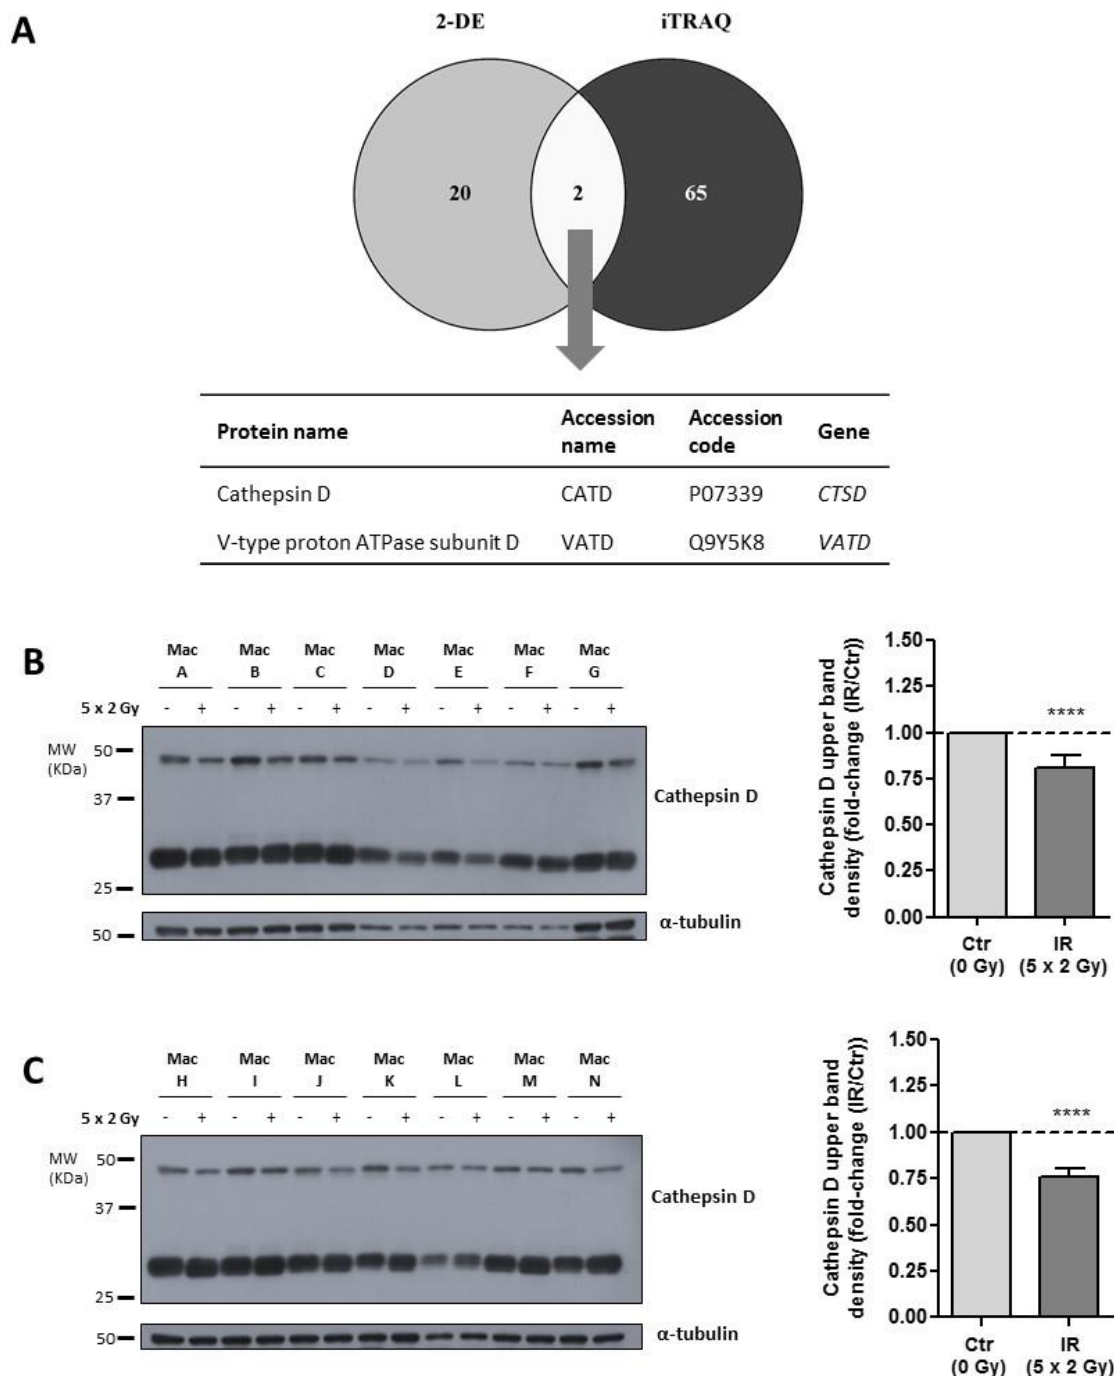 A
2-DE iTRAQ
20 2 65
Protein name Accession name Accession code Gene
Cathepsin D CATD P07339 CTSD
V-type proton ATPase subunit D VATD Q9Y5K8 VATD
B
Mac A Mac B Mac C Mac D Mac E Mac F Mac G
5 x 2 Gy - + - + - + - + - + - + - +
MW (KDa)
50
37
25
Cathepsin D
50
α-tubulin
Cathepsin D upper band
density (fold-change (IR/Ctr))
1.50
1.25
1.00
0.75
0.50
0.25
0.00
****
Ctr IR
(0 Gy) (5 x 2 Gy)
C
Mac H Mac I Mac J Mac K Mac L Mac M Mac N
5 x 2 Gy - + - + - + - + - + - + - +
MW (KDa)
50
37
25
Cathepsin D
50
α-tubulin
Cathepsin D upper band
density (fold-change (IR/Ctr))
1.50
1.25
1.00
0.75
0.50
0.25
0.00
****
Ctr IR
(0 Gy) (5 x 2 Gy)